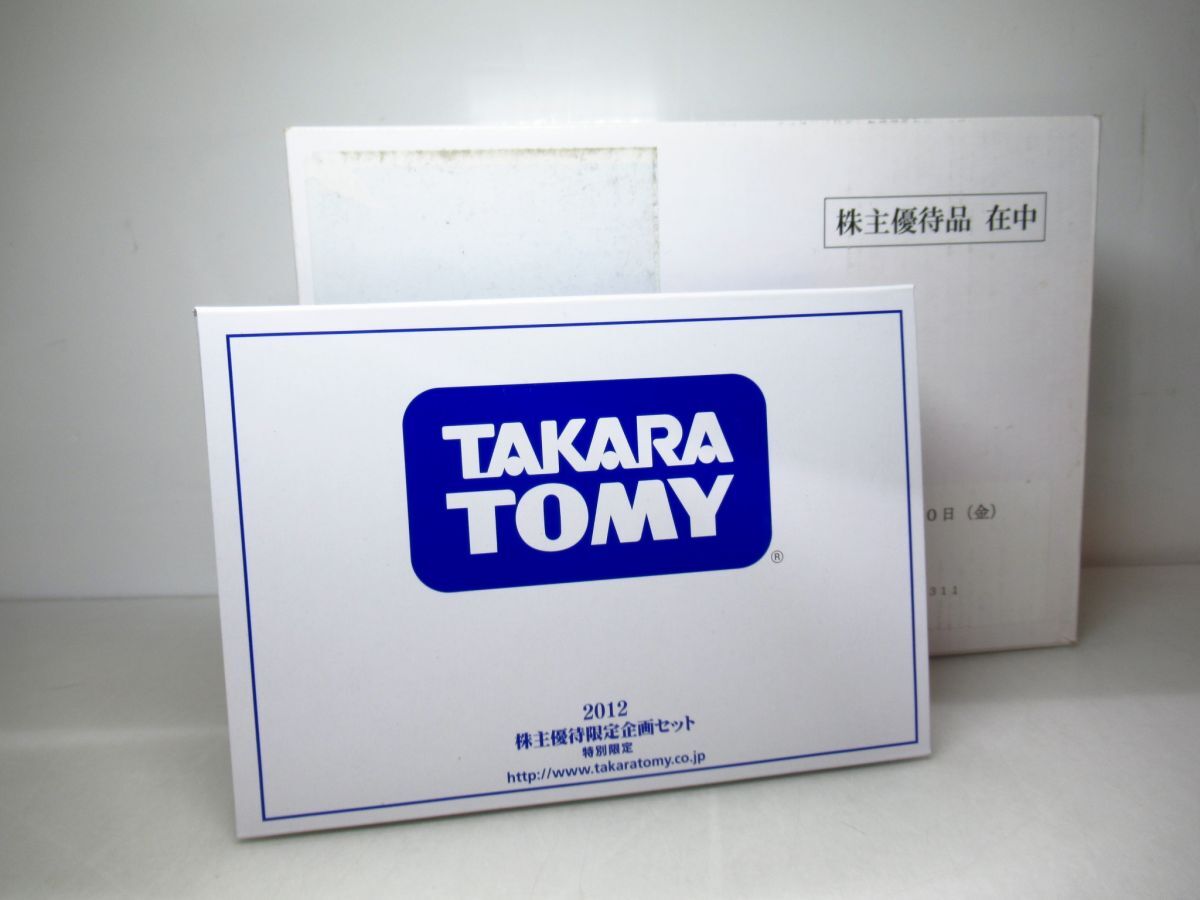 株主優待品 在中
0日(金)
311
TAKARA
TOMY
®
2012
株主優待限定企画セット
特別限定
http://www.takaratomy.co.jp